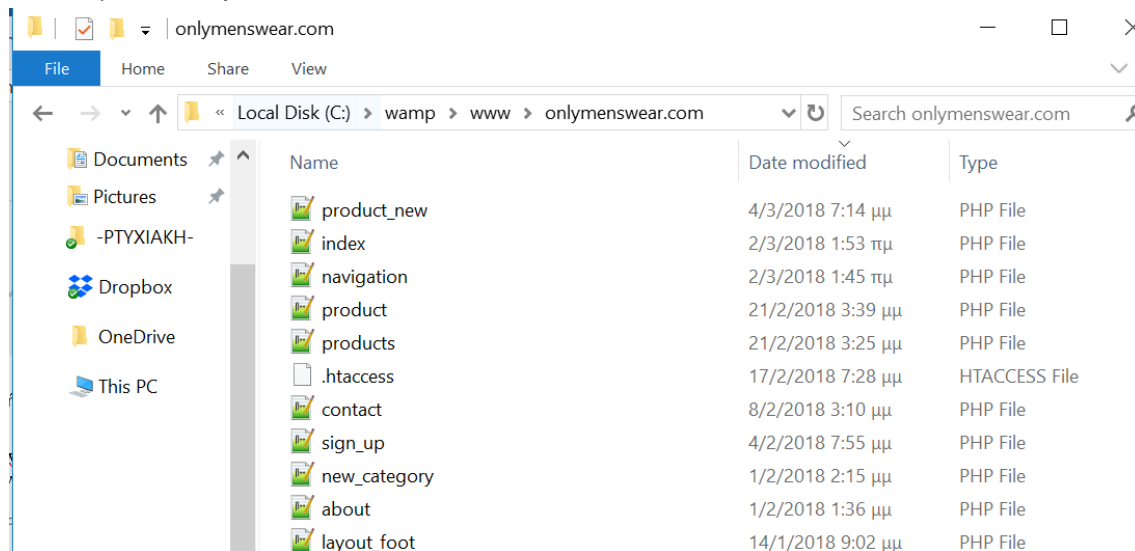 onlymenswear.com
File Home Share View
« Local Disk (C:) > wamp > www > onlymenswear.com Search onlymenswear.com
Documents
Pictures
-PTYXIAKH-
Dropbox
OneDrive
This PC
Name Date modified Type
product_new 4/3/2018 7:14 μμ PHP File
index 2/3/2018 1:53 πμ PHP File
navigation 2/3/2018 1:45 πμ PHP File
product 21/2/2018 3:39 μμ PHP File
products 21/2/2018 3:25 μμ PHP File
.htaccess 17/2/2018 7:28 μμ HTACCESS File
contact 8/2/2018 3:10 μμ PHP File
sign_up 4/2/2018 7:55 μμ PHP File
new_category 1/2/2018 2:15 μμ PHP File
about 1/2/2018 1:36 μμ PHP File
layout_foot 14/1/2018 9:02 μμ PHP File